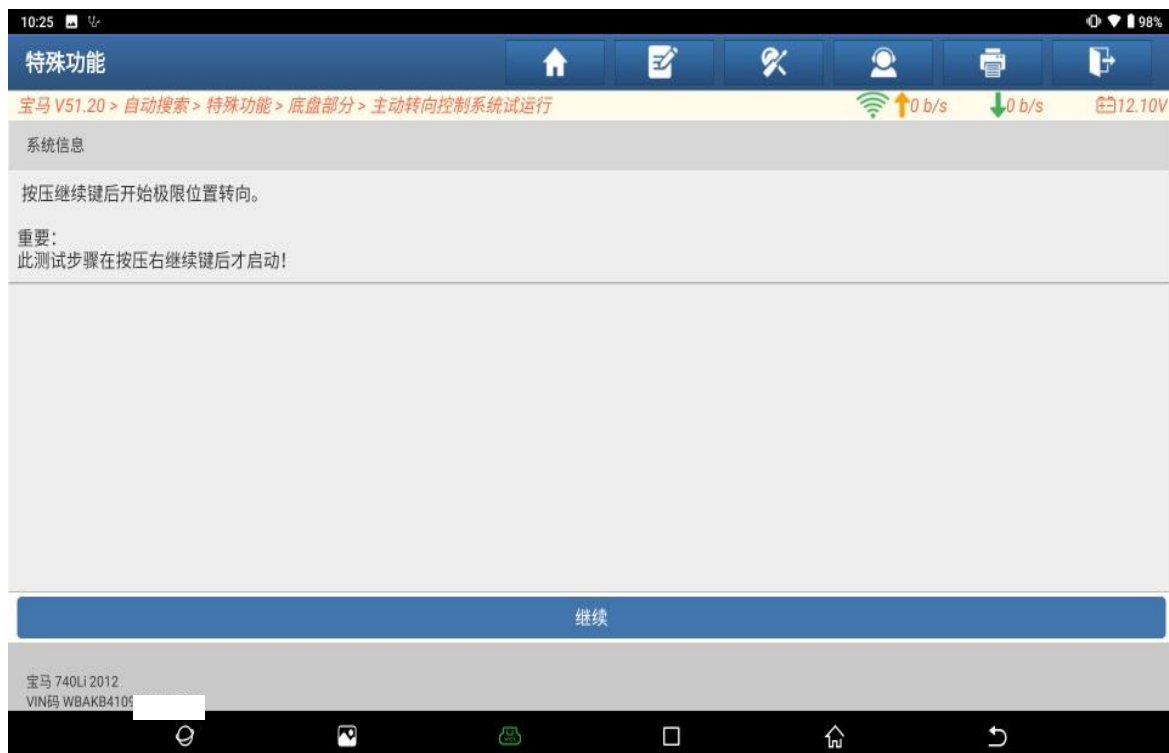 10:25
98%
特殊功能
宝马 V51.20 > 自动搜索 > 特殊功能 > 底盘部分 > 主动转向控制系统试运行
0 b/s
0 b/s
12.10V
系统信息
按压继续键后开始极限位置转向。
重要:
此测试步骤在按压右继续键后才启动!
继续
宝马 740Li 2012
VIN码 WBAKB4109